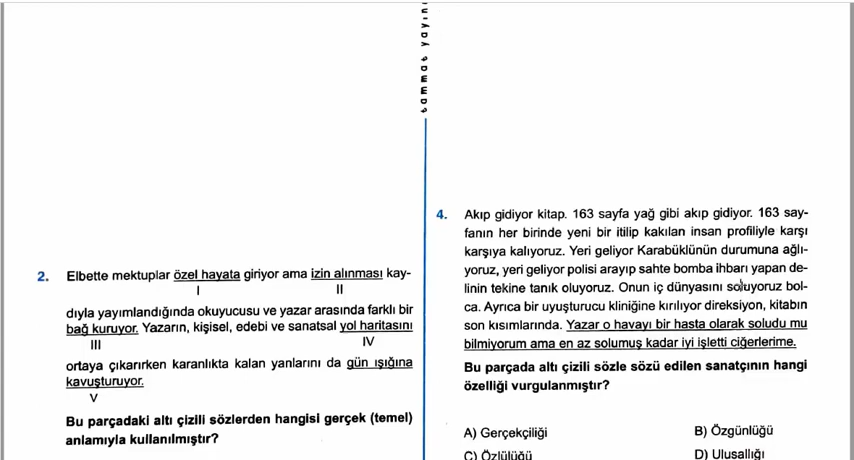 tammat yayın
2. Elbette mektuplar özel hayata giriyor ama izin alınması kay-
I II
dıyla yayımlandığında okuyucusu ve yazar arasında farklı bir
bağ kuruyor. Yazarın, kişisel, edebi ve sanatsal yol haritasını
III IV
ortaya çıkarırken karanlıkta kalan yanlarını da gün ışığına
kavuşturuyor.
V
Bu parçadaki altı çizili sözlerden hangisi gerçek (temel)
anlamıyla kullanılmıştır?
4. Akıp gidiyor kitap. 163 sayfa yağ gibi akıp gidiyor. 163 say-
fanın her birinde yeni bir itilip kakılan insan profiliyle karşı
karşıya kalıyoruz. Yeri geliyor Karabüklünün durumuna ağlı-
yoruz, yeri geliyor polisi arayıp sahte bomba ihbarı yapan de-
linin tekine tanık oluyoruz. Onun iç dünyasını soluyoruz bol-
ca. Ayrıca bir uyuşturucu kliniğine kırılıyor direksiyon, kitabın
son kısımlarında. Yazar o havayı bir hasta olarak soludu mu
bilmiyorum ama en az solumuş kadar iyi işletti ciğerlerime.
Bu parçada altı çizili sözle sözü edilen sanatçının hangi
özelliği vurgulanmıştır?
A) Gerçekçiliği B) Özgünlüğü
C) Özlülüğü D) Ulusallığı